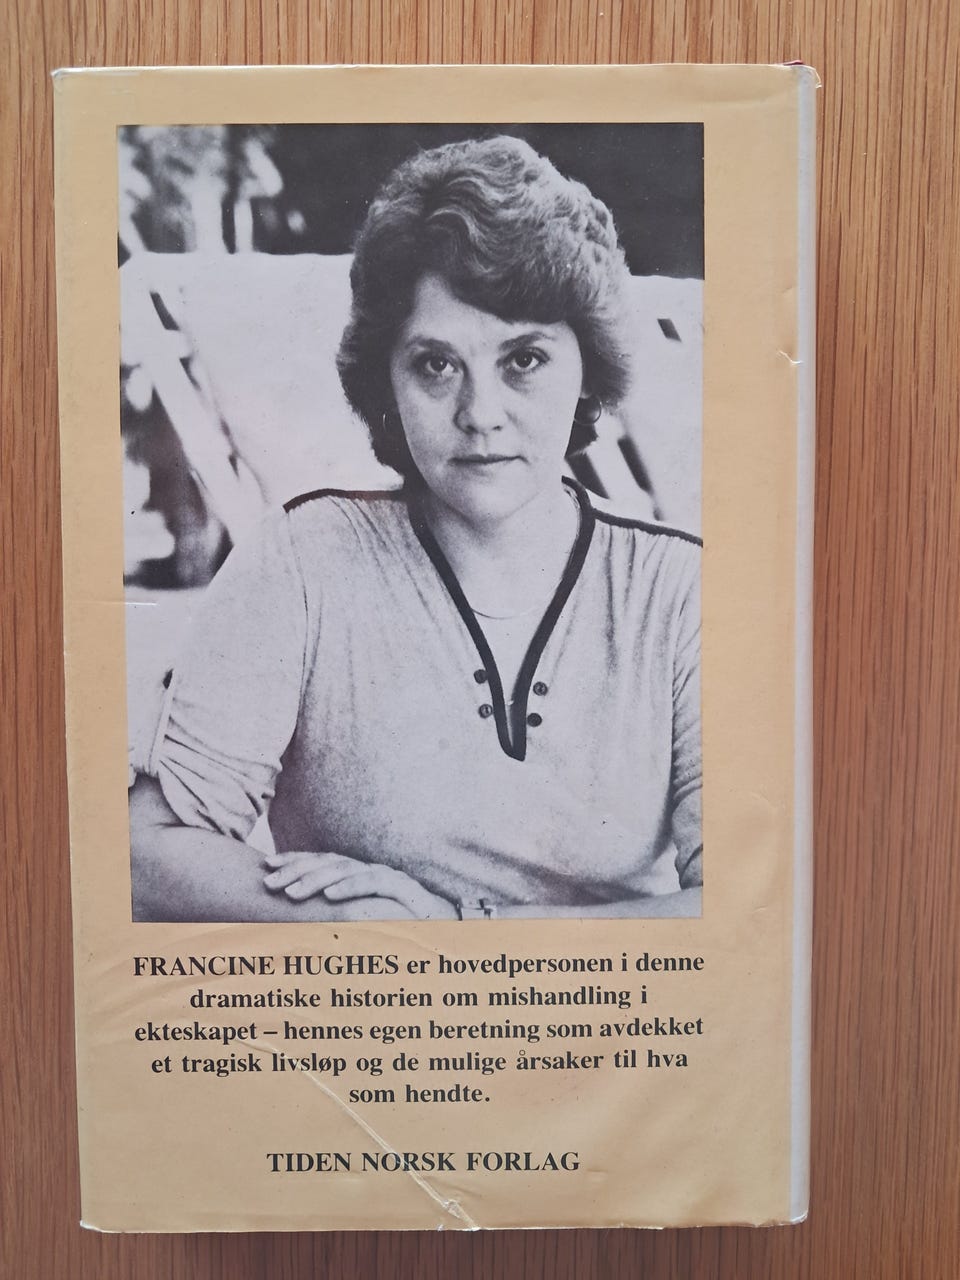 FRANCINE HUGHES er hovedpersonen i denne
dramatiske historien om mishandling i
ekteskapet – hennes egen beretning som avdekket
et tragisk livsløp og de mulige årsaker til hva
som hendte.
TIDEN NORSK FORLAG